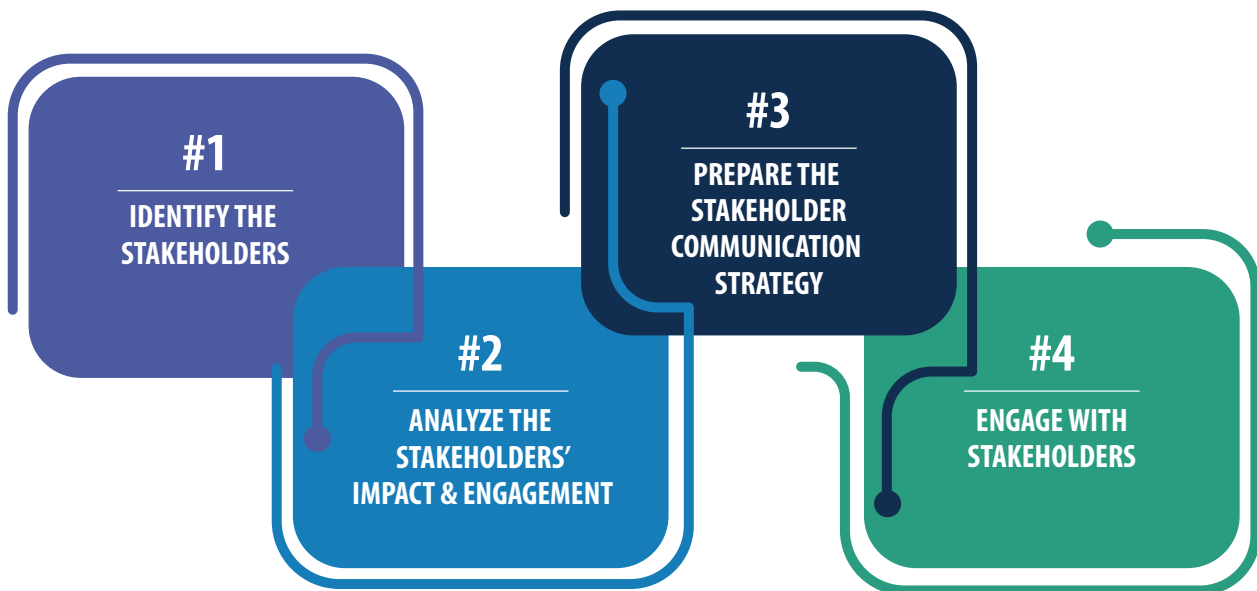 #1
IDENTIFY THE
STAKEHOLDERS
#2
ANALYZE THE
STAKEHOLDERS’
IMPACT & ENGAGEMENT
#3
PREPARE THE
STAKEHOLDER
COMMUNICATION
STRATEGY
#4
ENGAGE WITH
STAKEHOLDERS